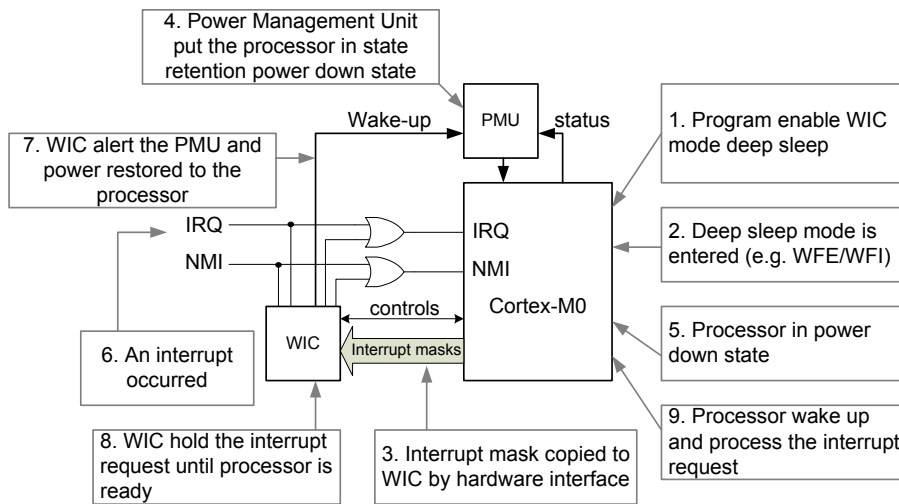 4. Power Management Unit
put the processor in state
retention power down state
Wake-up
PMU
status
1. Program enable WIC
mode deep sleep
7. WIC alert the PMU and
power restored to the
processor
IRQ
NMI
IRQ
NMI
Cortex-M0
2. Deep sleep mode is
entered (e.g. WFE/WFI)
controls
WIC
Interrupt masks
5. Processor in power
down state
6. An interrupt
occurred
8. WIC hold the interrupt
request until processor is
ready
3. Interrupt mask copied to
WIC by hardware interface
9. Processor wake up
and process the interrupt
request